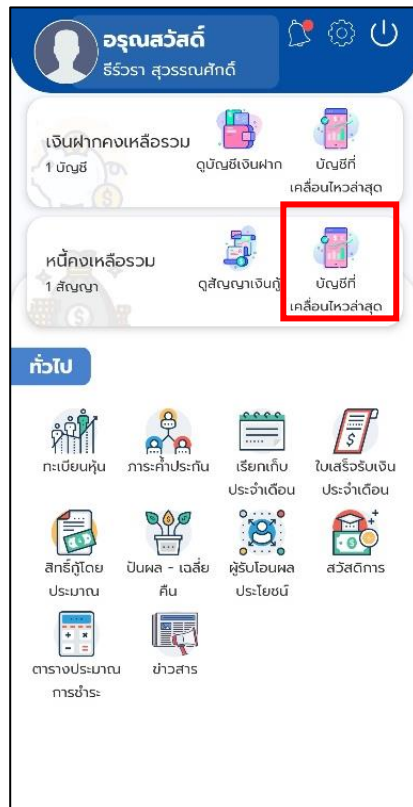 อรุณสวัสดิ์
ธีร์วรา สุวรรณศักดิ์
เงินฝากคงเหลือรวม
1 บัญชี
ดูบัญชีเงินฝาก
บัญชีที่
เคลื่อนไหวล่าสุด
หนี้คงเหลือรวม
1 สัญญา
ดูสัญญาเงินกู้
บัญชีที่
เคลื่อนไหวล่าสุด
ทั่วไป
ทะเบียนหุ้น
ภาระค้ำประกัน
เรียกเก็บ
ประจำเดือน
ใบเสร็จรับเงิน
ประจำเดือน
สิทธิ์กู้โดย
ประมาณ
ปันผล - เฉลี่ย
คืน
ผู้รับโอนผล
ประโยชน์
สวัสดิการ
ตารางประมาณ
การชำระ
ข่าวสาร